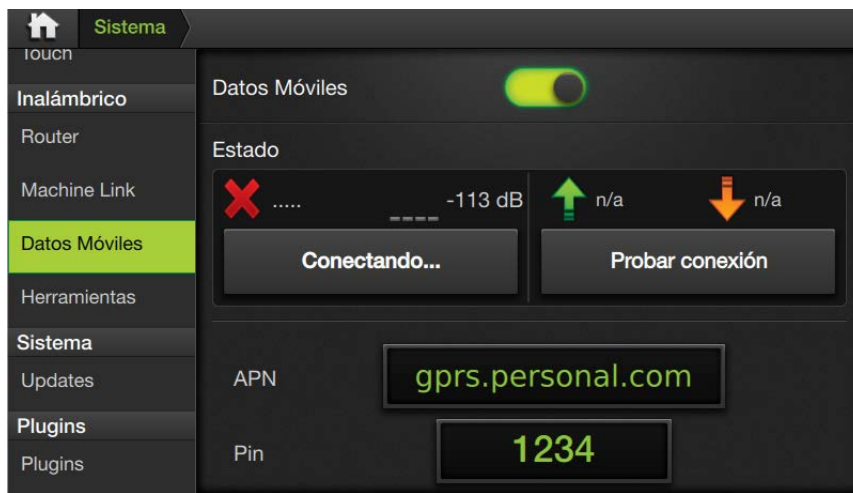 Sistema
Touch
Inalámbrico
Router
Machine Link
Datos Móviles
Herramientas
Sistema
Updates
Plugins
Plugins
Datos Móviles
Estado
..... -113 dB n/a n/a
Conectando... Probar conexión
APN gprs.personal.com
Pin 1234